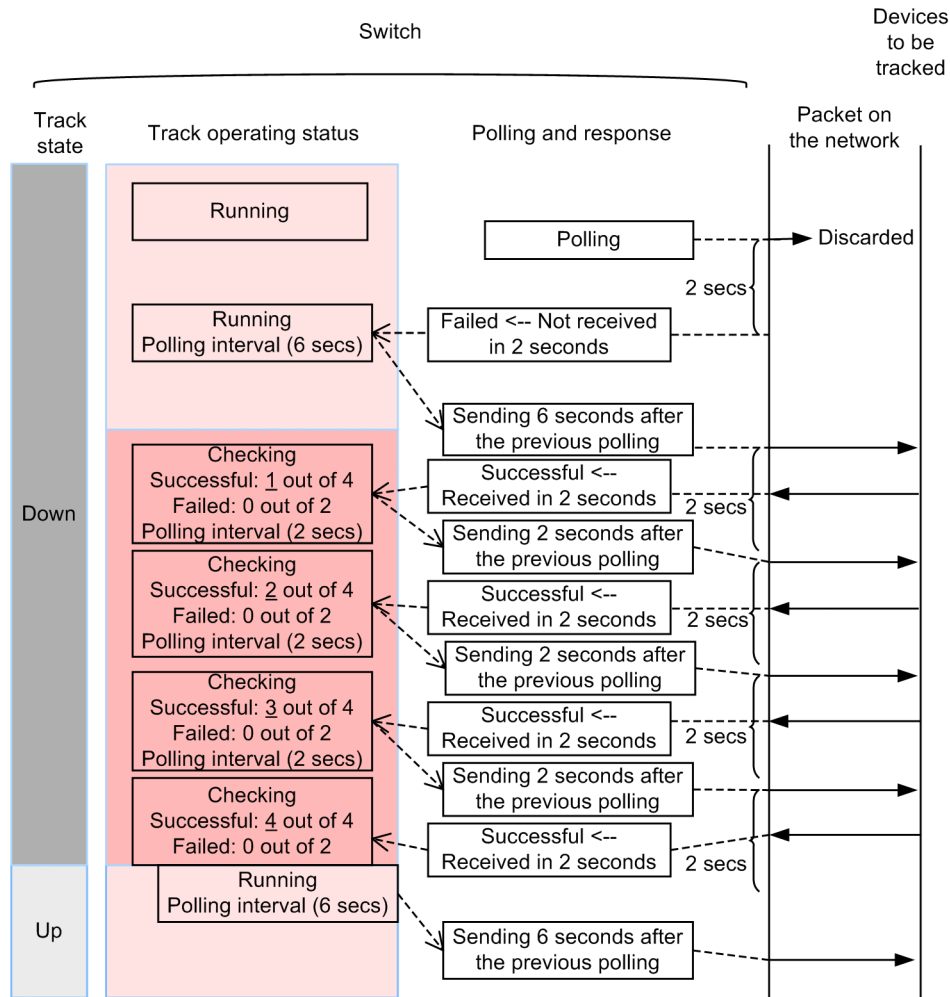 Devices
to be
tracked
Switch
Track
state
Track operating status
Polling and response
Packet on
the network
Running
Polling
Discarded
2 secs
Running
Polling interval (6 secs)
Failed <-- Not received
in 2 seconds
Sending 6 seconds after
the previous polling
Checking
Successful: 1 out of 4
Failed: 0 out of 2
Polling interval (2 secs)
Successful <--
Received in 2 seconds
2 secs
Down
Sending 2 seconds after
the previous polling
Checking
Successful: 2 out of 4
Failed: 0 out of 2
Polling interval (2 secs)
Successful <--
Received in 2 seconds
2 secs
Sending 2 seconds after
the previous polling
Checking
Successful: 3 out of 4
Failed: 0 out of 2
Polling interval (2 secs)
Successful <--
Received in 2 seconds
2 secs
Sending 2 seconds after
the previous polling
Checking
Successful: 4 out of 4
Failed: 0 out of 2
Successful <--
Received in 2 seconds
2 secs
Running
Polling interval (6 secs)
Up
Sending 6 seconds after
the previous polling